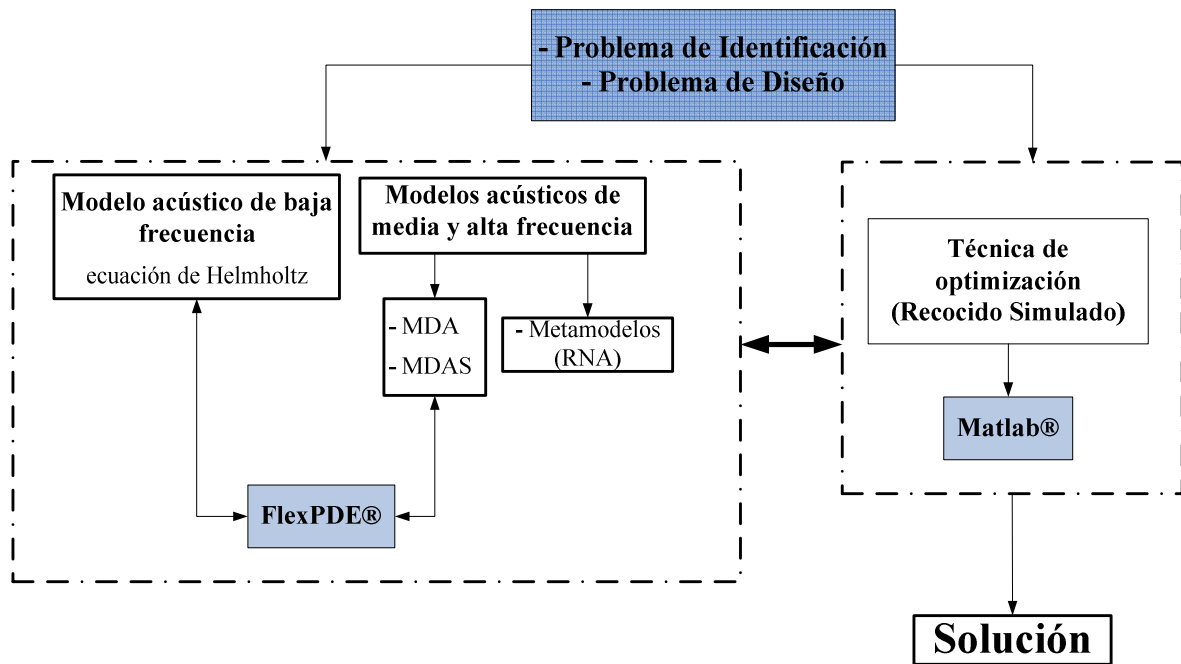 - Problema de Identificación
- Problema de Diseño
Modelo acústico de baja
frecuencia
ecuación de Helmholtz
Modelos acústicos de
media y alta frecuencia
- MDA
- MDAS
- Metamodelos
(RNA)
FlexPDE®
Técnica de
optimización
(Recocido Simulado)
Matlab®
Solución